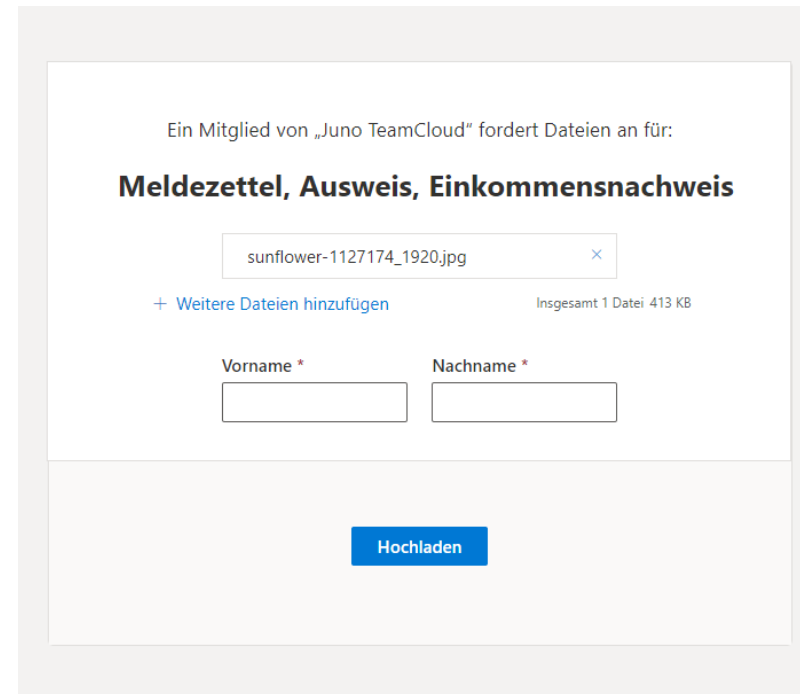 Ein Mitglied von „Juno TeamCloud“ fordert Dateien an für:
Meldezettel, Ausweis, Einkommensnachweis
sunflower-1127174_1920.jpg
+ Weitere Dateien hinzufügen Insgesamt 1 Datei 413 KB
Vorname * Nachname *
Hochladen